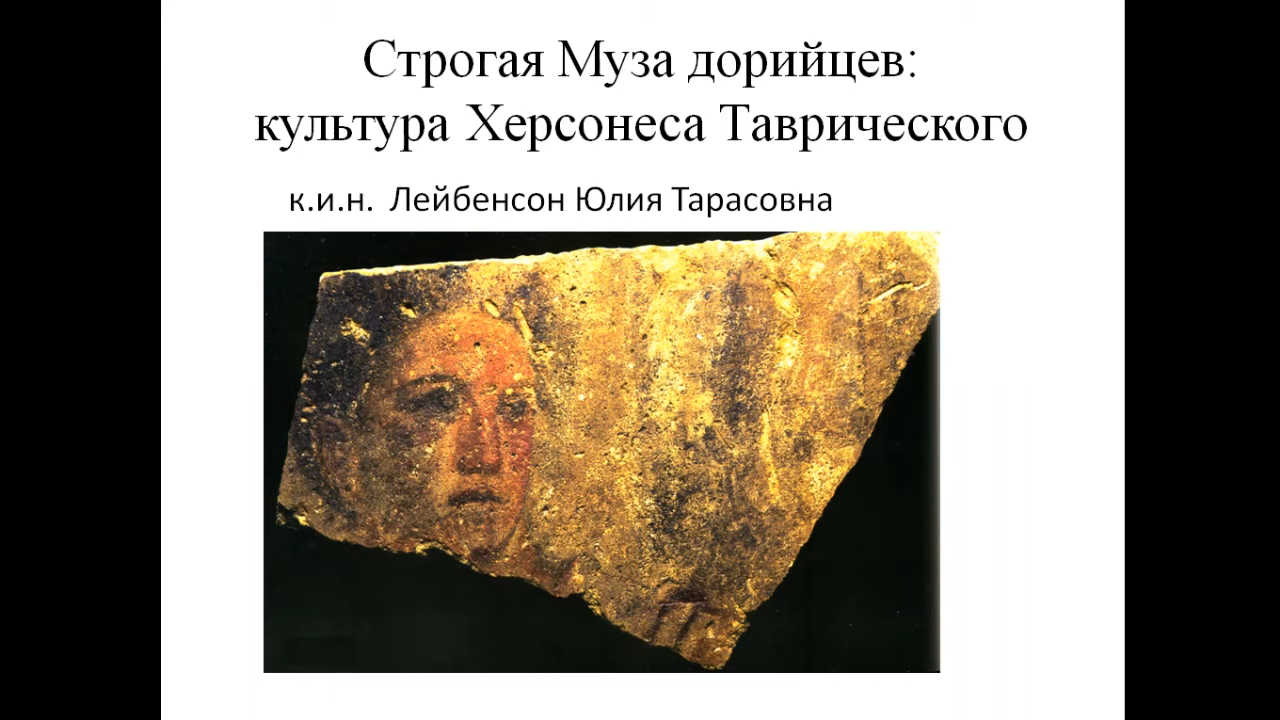 Строгая Муза дорийцев:
культура Херсонеса Таврического
к.и.н. Лейбенсон Юлия Тарасовна